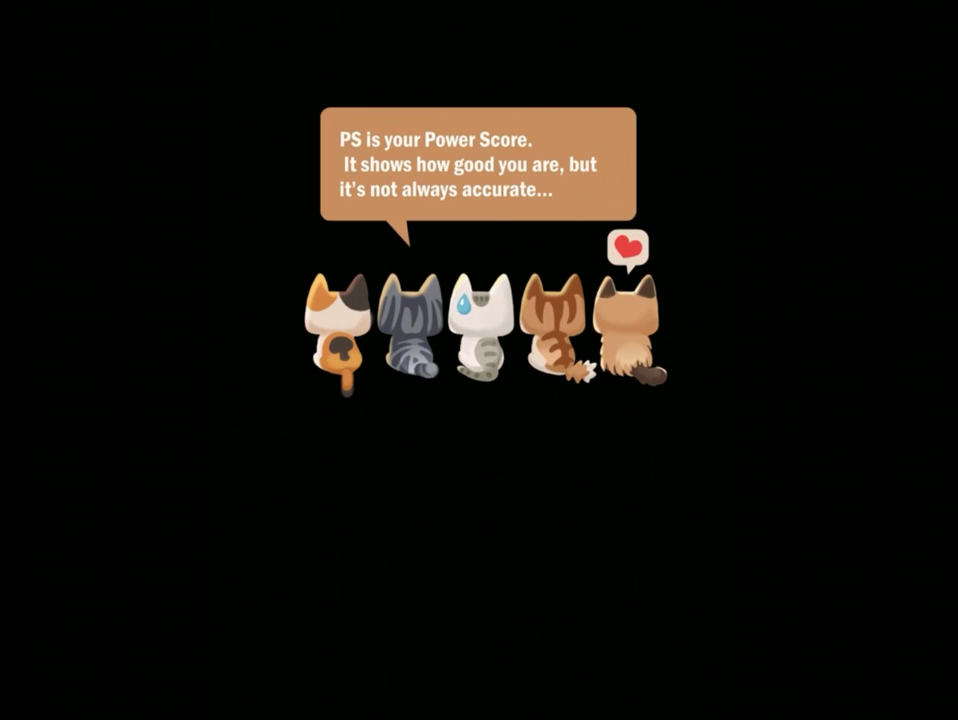 PS is your Power Score.
It shows how good you are, but
it's not always accurate...